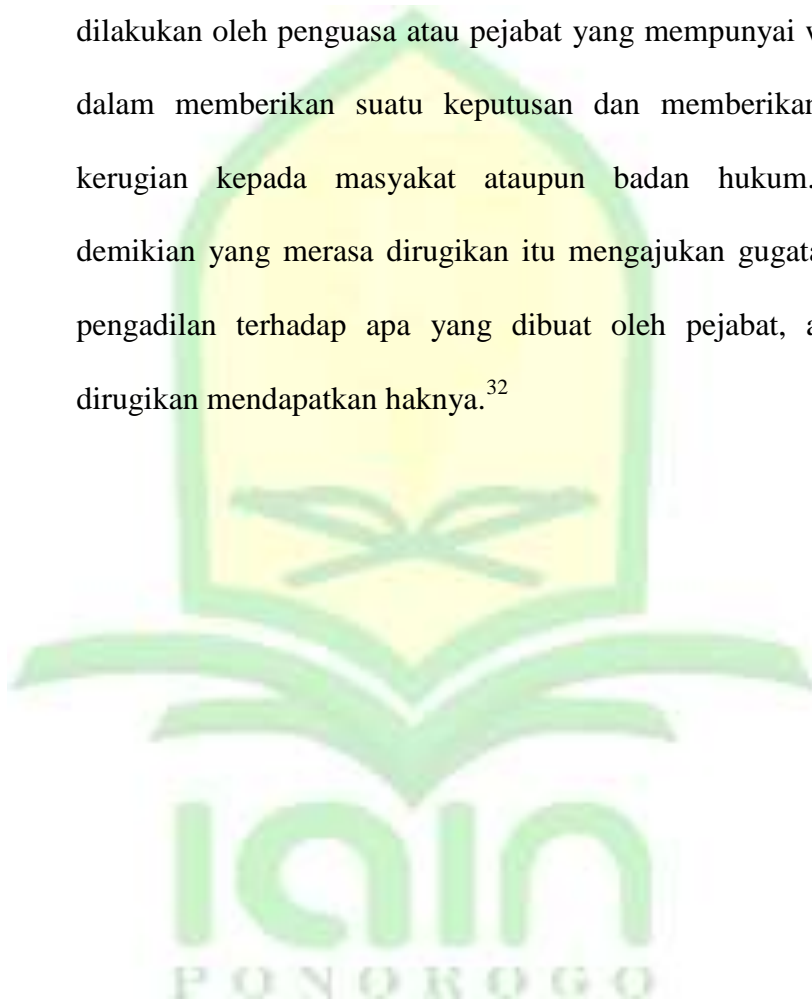 dilakukan oleh penguasa atau pejabat yang mempunyai
dalam memberikan suatu keputusan dan memberikan
kerugian kepada masyakat ataupun badan hukum.
demikian yang merasa dirugikan itu mengajukan
pengadilan terhadap apa yang dibuat oleh pejabat,
dirugikan mendapatkan haknya.32
iain
PONOROGO